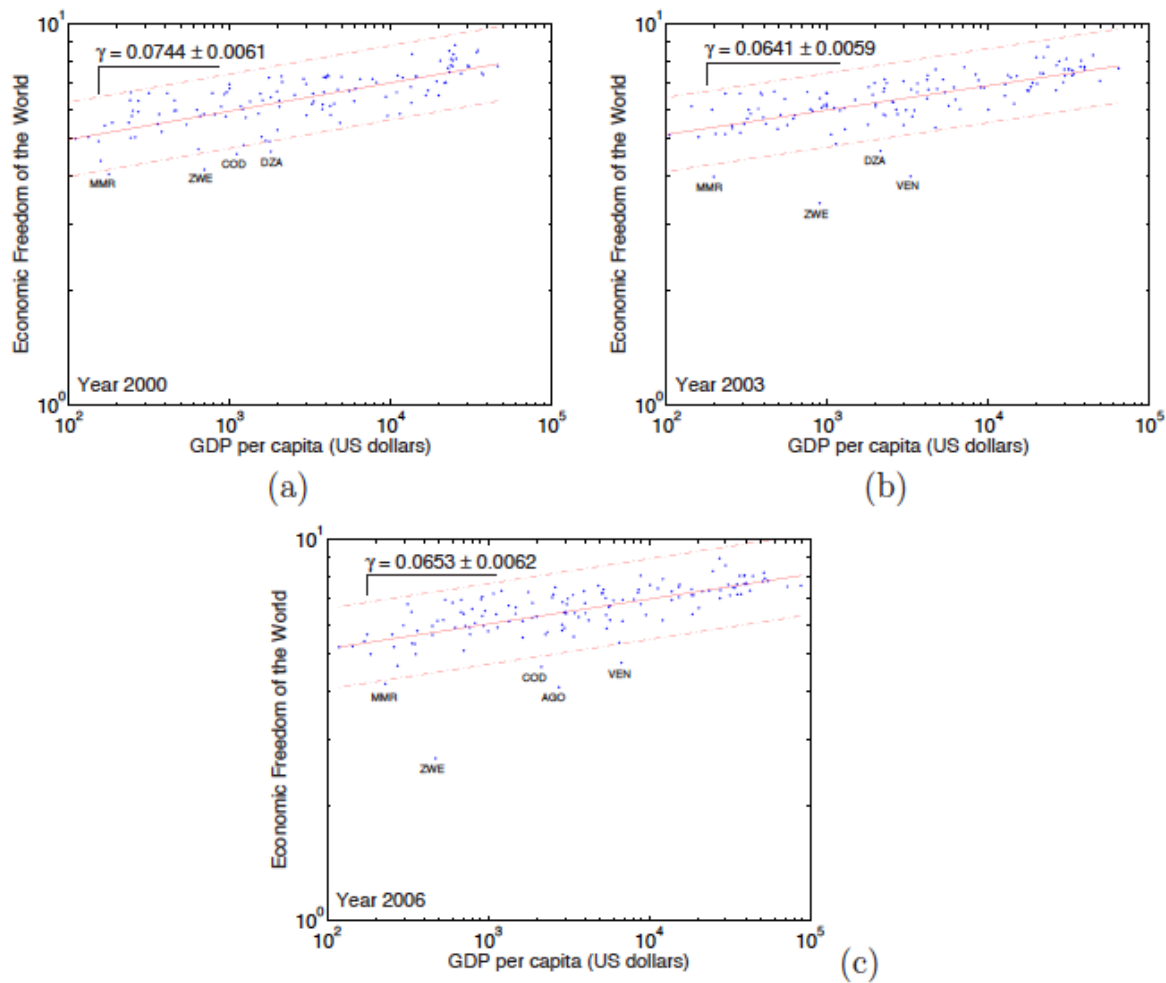 10¹
γ = 0.0744 ± 0.0061
Economic Freedom of the World
MMR
ZWE
COD
DZA
Year 2000
10⁰
10² 10³ 10⁴ 10⁵
GDP per capita (US dollars)
(a)
10¹
γ = 0.0641 ± 0.0059
Economic Freedom of the World
DZA
MMR
VEN
ZWE
Year 2003
10⁰
10² 10³ 10⁴ 10⁵
GDP per capita (US dollars)
(b)
10¹
γ = 0.0653 ± 0.0062
Economic Freedom of the World
COD
VEN
MMR
AGO
ZWE
Year 2006
10⁰
10² 10³ 10⁴ 10⁵
GDP per capita (US dollars)
(c)